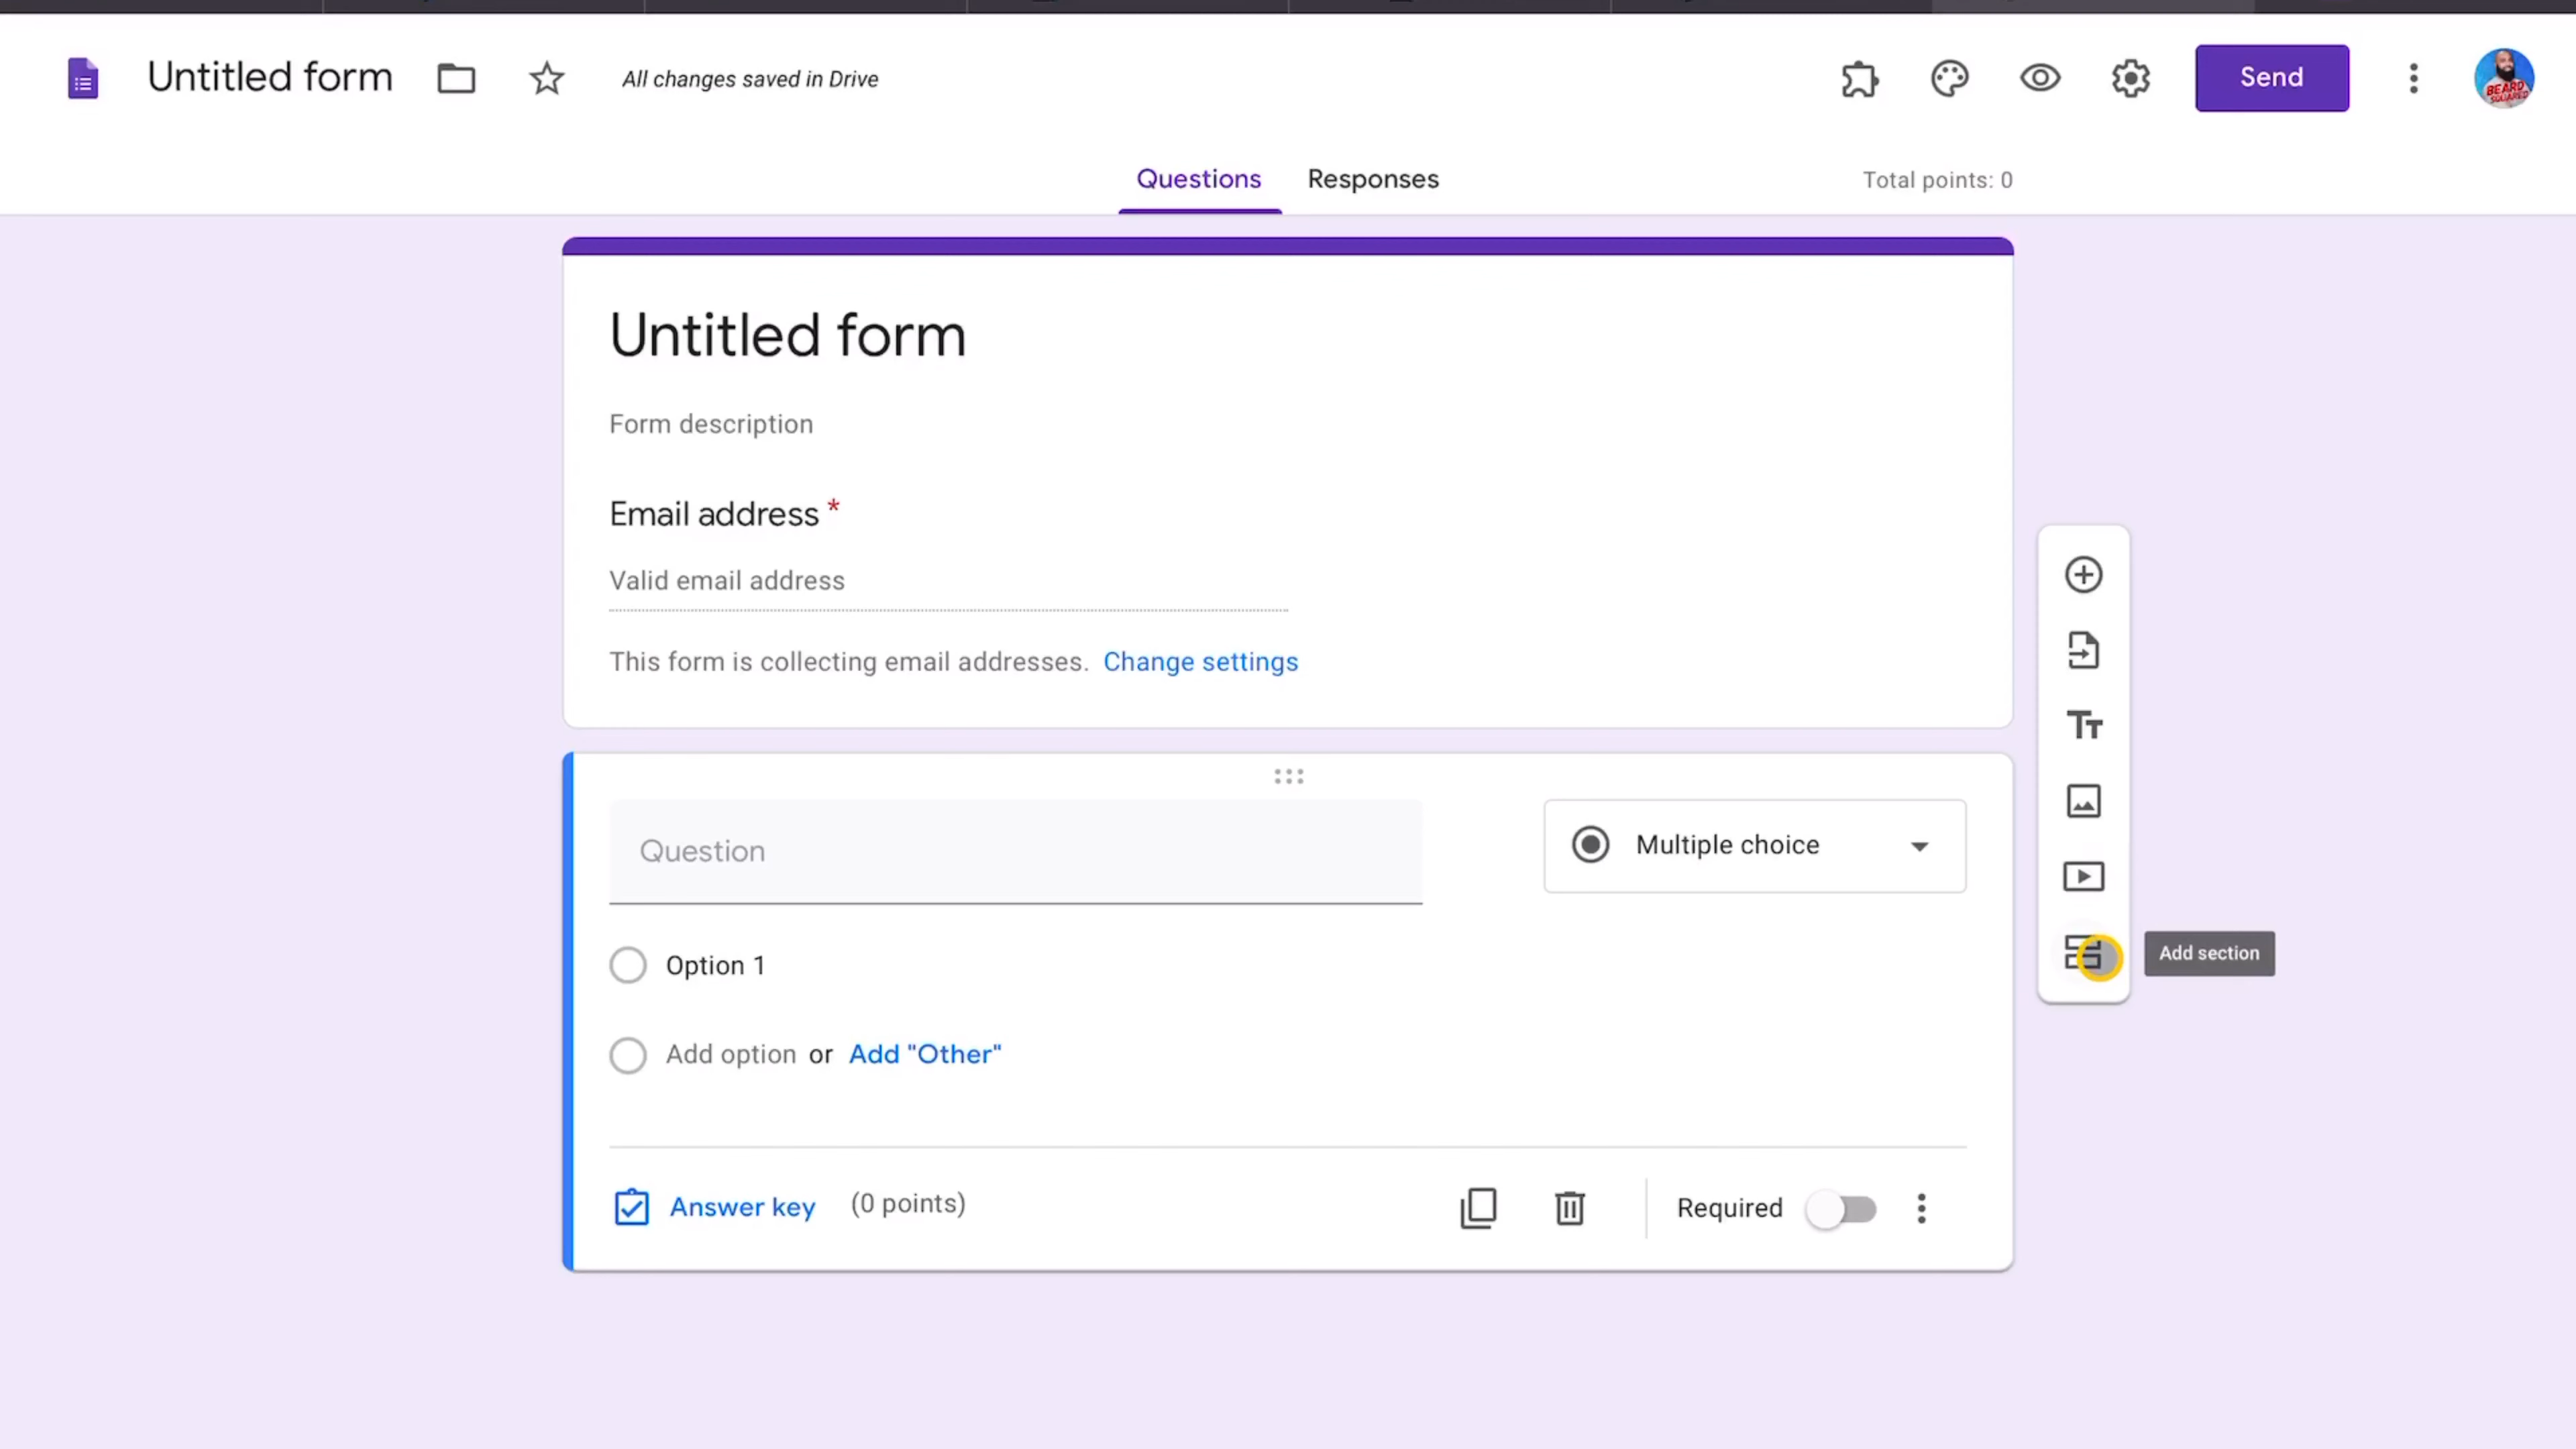 Untitled form
All changes saved in Drive
Send
BEARD
SQUARED
Questions
Responses
Total points: 0
Untitled form
Form description
Email address *
Valid email address
This form is collecting email addresses. Change settings
Question
Multiple choice
Option 1
Add option or Add "Other"
Add section
Answer key (0 points)
Required